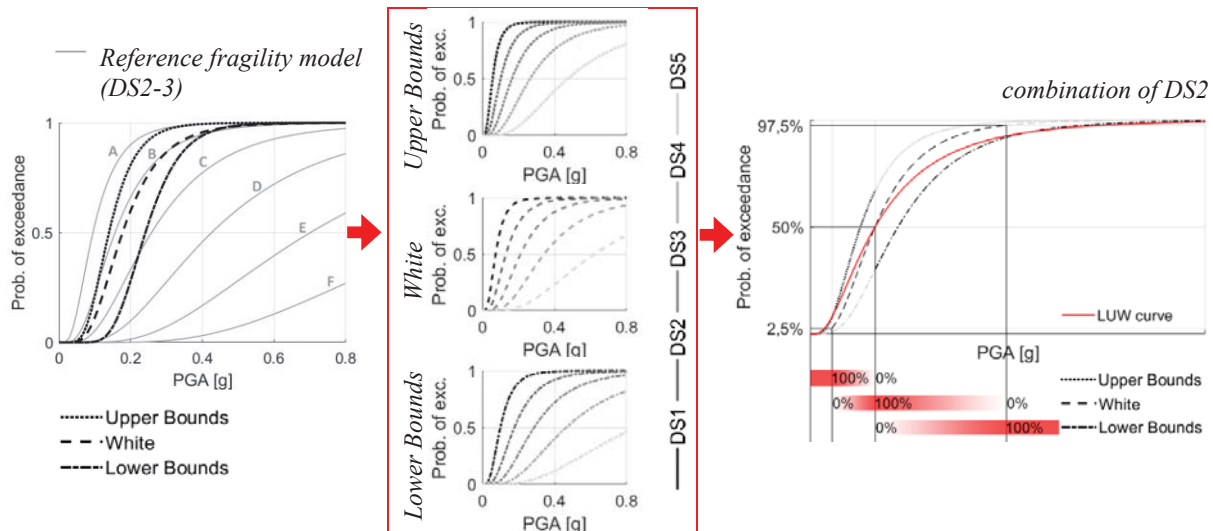 Reference fragility model
(DS2-3)
Prob. of exceedance
1
0.5
0
A
B
C
D
E
F
0
0.2
0.4
0.6
0.8
PGA [g]
Upper Bounds
White
Lower Bounds
Upper Bounds
Prob. of exc.
1
0.5
0
0
0.4
0.8
PGA [g]
White
Prob. of exc.
1
0.5
0
0
0.4
0.8
PGA [g]
Lower Bounds
Prob. of exc.
1
0.5
0
0
0.4
0.8
PGA [g]
DS1
DS2
DS3
DS4
DS5
combination of DS2
Prob. of exceedance
97,5%
50%
2,5%
LUW curve
PGA [g]
100% 0%
0% 100% 0%
0% 100%
Upper Bounds
White
Lower Bounds